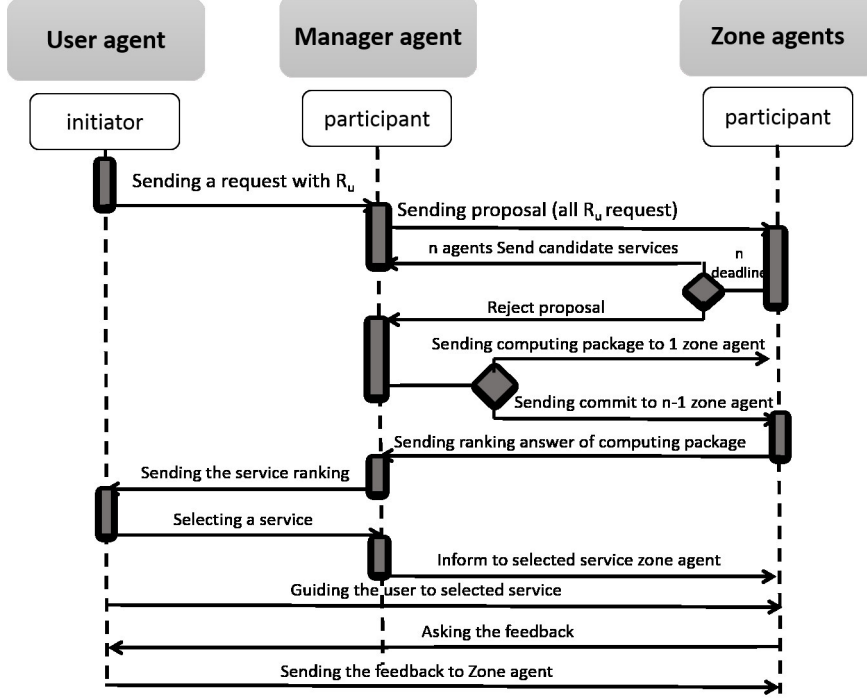 User agent
Manager agent
Zone agents
initiator
participant
participant
Sending a request with Ru
Sending proposal (all Ru request)
n agents Send candidate services
n
deadline
Reject proposal
Sending computing package to 1 zone agent
Sending commit to n-1 zone agent
Sending ranking answer of computing package
Sending the service ranking
Selecting a service
Inform to selected service zone agent
Guiding the user to selected service
Asking the feedback
Sending the feedback to Zone agent